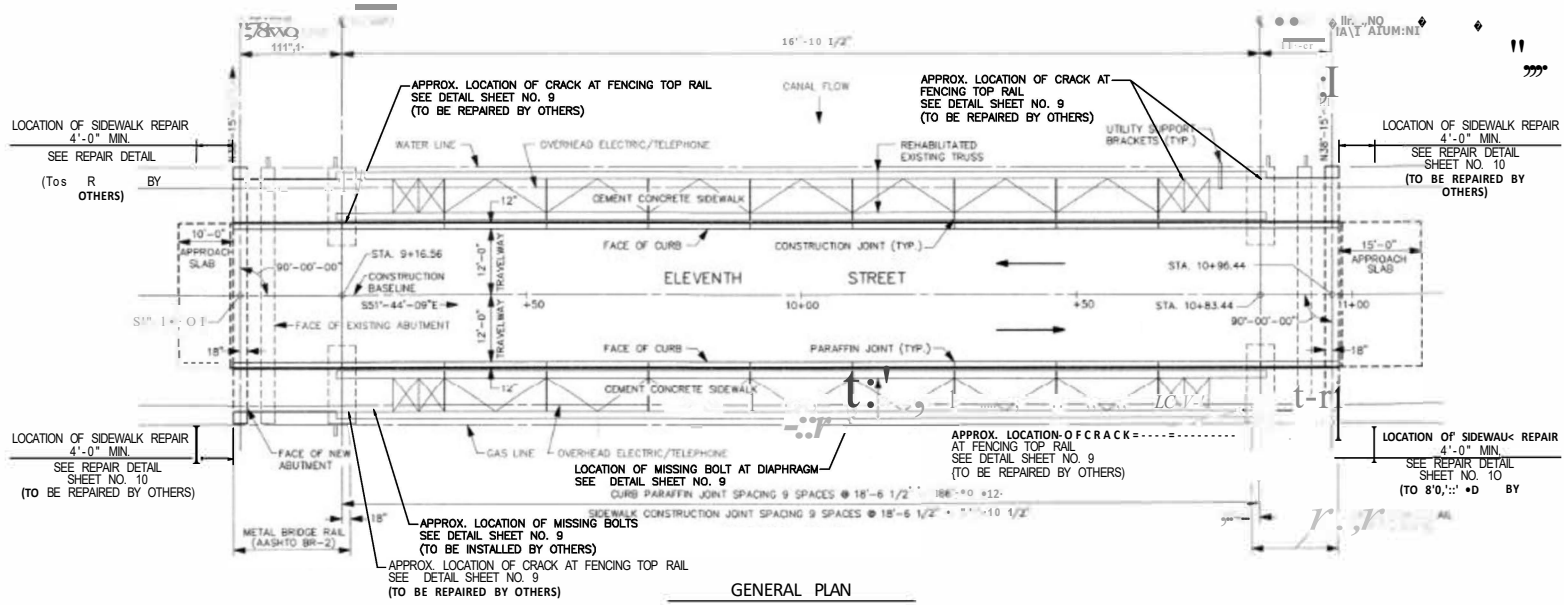 16'-10 1/2"
APPROX. LOCATION OF CRACK AT FENCING TOP RAIL
SEE DETAIL SHEET NO. 9
(TO BE REPAIRED BY OTHERS)
CANAL FLOW
APPROX. LOCATION OF CRACK AT
FENCING TOP RAIL
SEE DETAIL SHEET NO. 9
(TO BE REPAIRED BY OTHERS)
LOCATION OF SIDEWALK REPAIR
4'-0" MIN.
SEE REPAIR DETAIL
BY
OTHERS)
WATER LINE
OVERHEAD ELECTRIC/TELEPHONE
REHABILITATED
EXISTING TRUSS
UTILITY SUPPORT
BRACKETS (TYP.)
N38°-15'
LOCATION OF SIDEWALK REPAIR
4'-0" MIN.
SEE REPAIR DETAIL
SHEET NO. 10
(TO BE REPAIRED BY
OTHERS)
12"
CEMENT CONCRETE SIDEWALK
10'-0"
APPROACH
SLAB
FACE OF CURB
CONSTRUCTION JOINT (TYP.)
15'-0"
APPROACH
SLAB
90°-00'-00"
STA. 9+16.56
CONSTRUCTION
BASELINE
12'-0"
TRAVELWAY
ELEVENTH STREET
STA. 10+96.44
S51°-44'-09"E
+50
10+00
+50
STA. 10+83.44
11+00
90°-00'-00"
FACE OF EXISTING ABUTMENT
12'-0"
TRAVELWAY
18"
FACE OF CURB
PARAFFIN JOINT (TYP.)
18"
12"
CEMENT CONCRETE SIDEWALK
LOCATION OF SIDEWALK REPAIR
4'-0" MIN.
SEE REPAIR DETAIL
SHEET NO. 10
(TO BE REPAIRED BY OTHERS)
FACE OF NEW
ABUTMENT
GAS LINE
OVERHEAD ELECTRIC/TELEPHONE
LOCATION OF MISSING BOLT AT DIAPHRAGM
SEE DETAIL SHEET NO. 9
APPROX. LOCATION-OFCRACK
AT FENCING TOP RAIL
SEE DETAIL SHEET NO. 9
(TO BE REPAIRED BY OTHERS)
LOCATION OF SIDEWAU< REPAIR
4'-0" MIN.
SEE REPAIR DETAIL
SHEET NO. 10
BY
CURB PARAFFIN JOINT SPACING 9 SPACES @ 18'-6 1/2"
SIDEWALK CONSTRUCTION JOINT SPACING 9 SPACES @ 18'-6 1/2"
18"
METAL BRIDGE RAIL
(AASHTO BR-2)
APPROX. LOCATION OF MISSING BOLTS
SEE DETAIL SHEET NO. 9
(TO BE INSTALLED BY OTHERS)
APPROX. LOCATION OF CRACK AT FENCING TOP RAIL
SEE DETAIL SHEET NO. 9
(TO BE REPAIRED BY OTHERS)
GENERAL PLAN